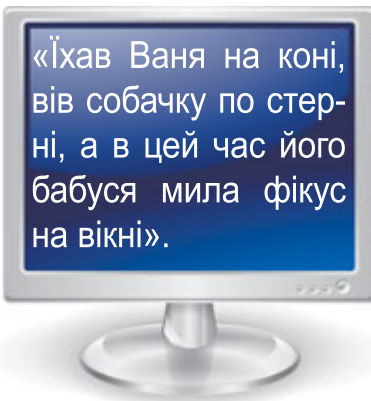 «Їхав Ваня на коні,
вів собачку по стер-
ні, а в цей час його
бабуся мила фікус
на вікні».